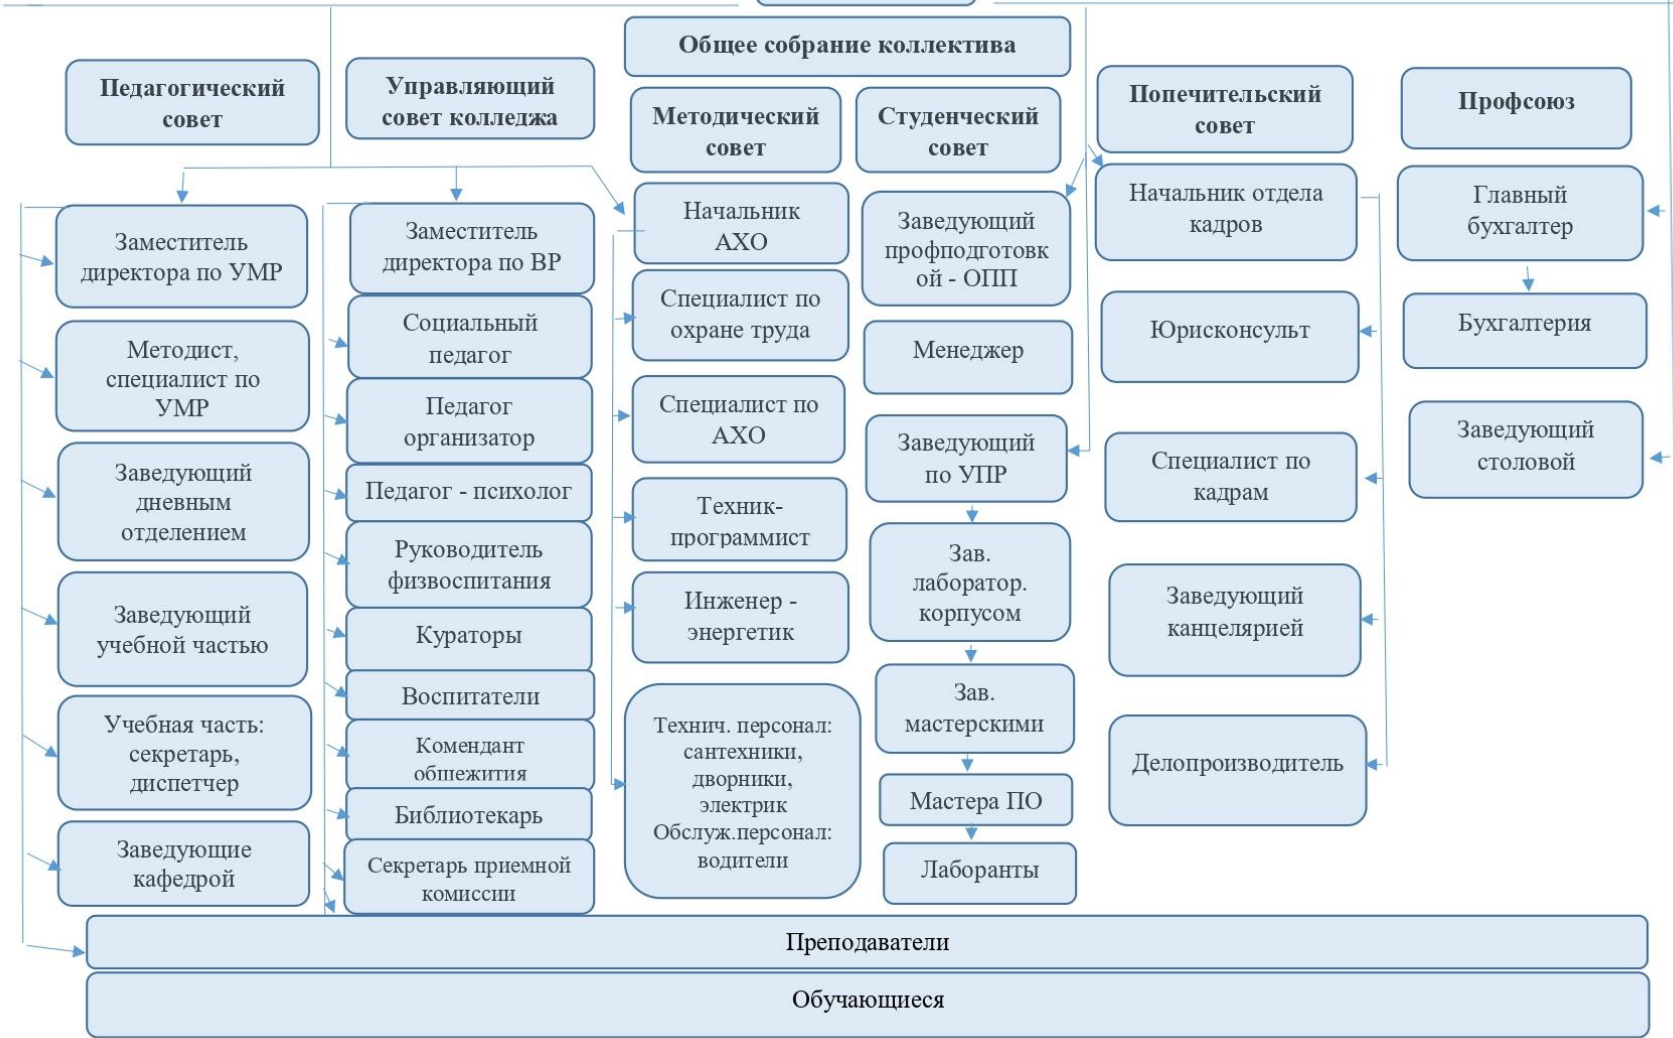 Общее собрание коллектива
Педагогический
совет
Управляющий
совет колледжа
Методический
совет
Студенческий
совет
Попечительский
совет
Профсоюз
Заместитель
директора по УМР
Методист,
специалист по
УМР
Заведующий
дневным
отделением
Заведующий
учебной частью
Учебная часть:
секретарь,
диспетчер
Заведующие
кафедрой
Заместитель
директора по ВР
Социальный
педагог
Педагог
организатор
Педагог - психолог
Руководитель
физвоспитания
Кураторы
Воспитатели
Комендант
общежития
Библиотекарь
Секретарь приемной
комиссии
Начальник
АХО
Специалист по
охране труда
Специалист по
АХО
Техник-
программист
Инженер -
энергетик
Технич. персонал:
сантехники,
дворники,
электрик
Обслуж.персонал:
водители
Заведующий
профподготовк
ой - ОПП
Менеджер
Заведующий
по УПР
Зав.
лаборатор.
корпусом
Зав.
мастерскими
Мастера ПО
Лаборанты
Начальник отдела
кадров
Юрисконсульт
Специалист по
кадрам
Заведующий
канцелярией
Делопроизводитель
Главный
бухгалтер
Бухгалтерия
Заведующий
столовой
Преподаватели
Обучающиеся